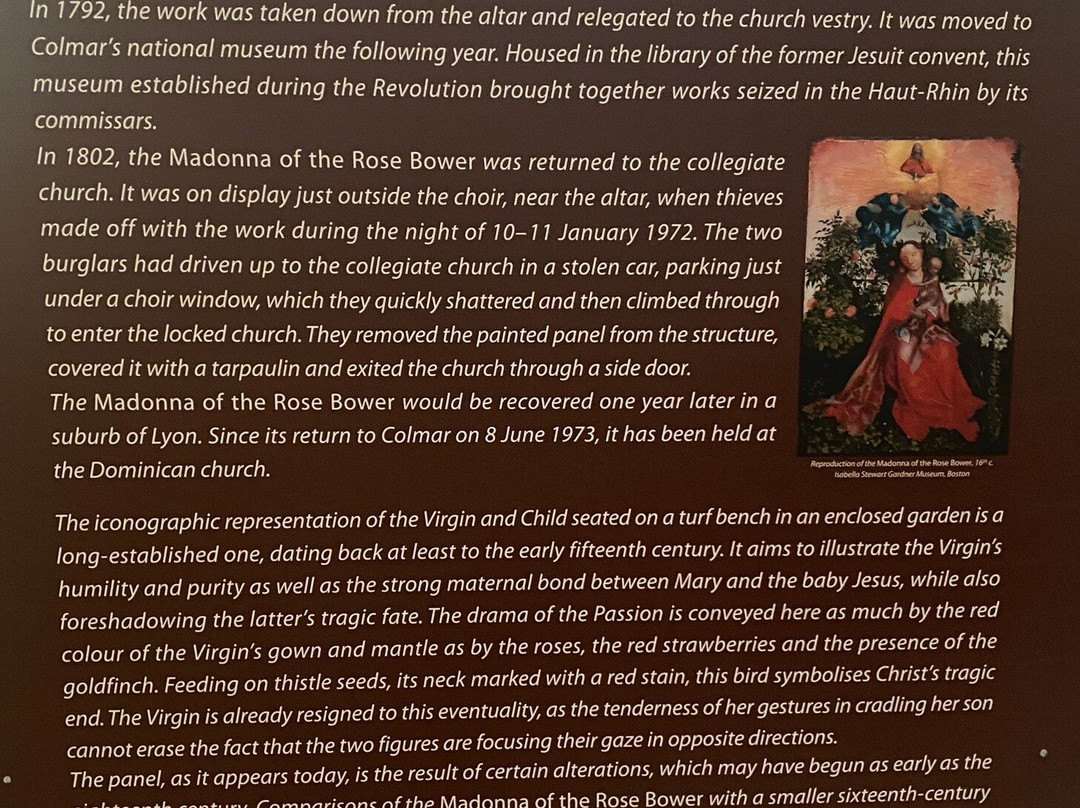 In 1792, the work was taken down from the altar and relegated to the church vestry. It was moved to
Colmar's national museum the following year. Housed in the library of the former Jesuit convent, this
museum established during the Revolution brought together works seized in the Haut-Rhin by its
commissars.
In 1802, the Madonna of the Rose Bower was returned to the collegiate
church. It was on display just outside the choir, near the altar, when thieves
made off with the work during the night of 10–11 January 1972. The two
burglars had driven up to the collegiate church in a stolen car, parking just
under a choir window, which they quickly shattered and then climbed through
to enter the locked church. They removed the painted panel from the structure,
covered it with a tarpaulin and exited the church through a side door.
The Madonna of the Rose Bower would be recovered one year later in a
suburb of Lyon. Since its return to Colmar on 8 June 1973, it has been held at
the Dominican church.
Reproduction of the Madonna of the Rose Bower, 16th c.
Isabella Stewart Gardner Museum, Boston
The iconographic representation of the Virgin and Child seated on a turf bench in an enclosed garden is a
long-established one, dating back at least to the early fifteenth century. It aims to illustrate the Virgin's
humility and purity as well as the strong maternal bond between Mary and the baby Jesus, while also
foreshadowing the latter's tragic fate. The drama of the Passion is conveyed here as much by the red
colour of the Virgin's gown and mantle as by the roses, the red strawberries and the presence of the
goldfinch. Feeding on thistle seeds, its neck marked with a red stain, this bird symbolises Christ's tragic
end. The Virgin is already resigned to this eventuality, as the tenderness of her gestures in cradling her son
cannot erase the fact that the two figures are focusing their gaze in opposite directions.
The panel, as it appears today, is the result of certain alterations, which may have begun as early as the
eighteenth century. Comparisons of the Madonna of the Rose Bower with a smaller sixteenth-century